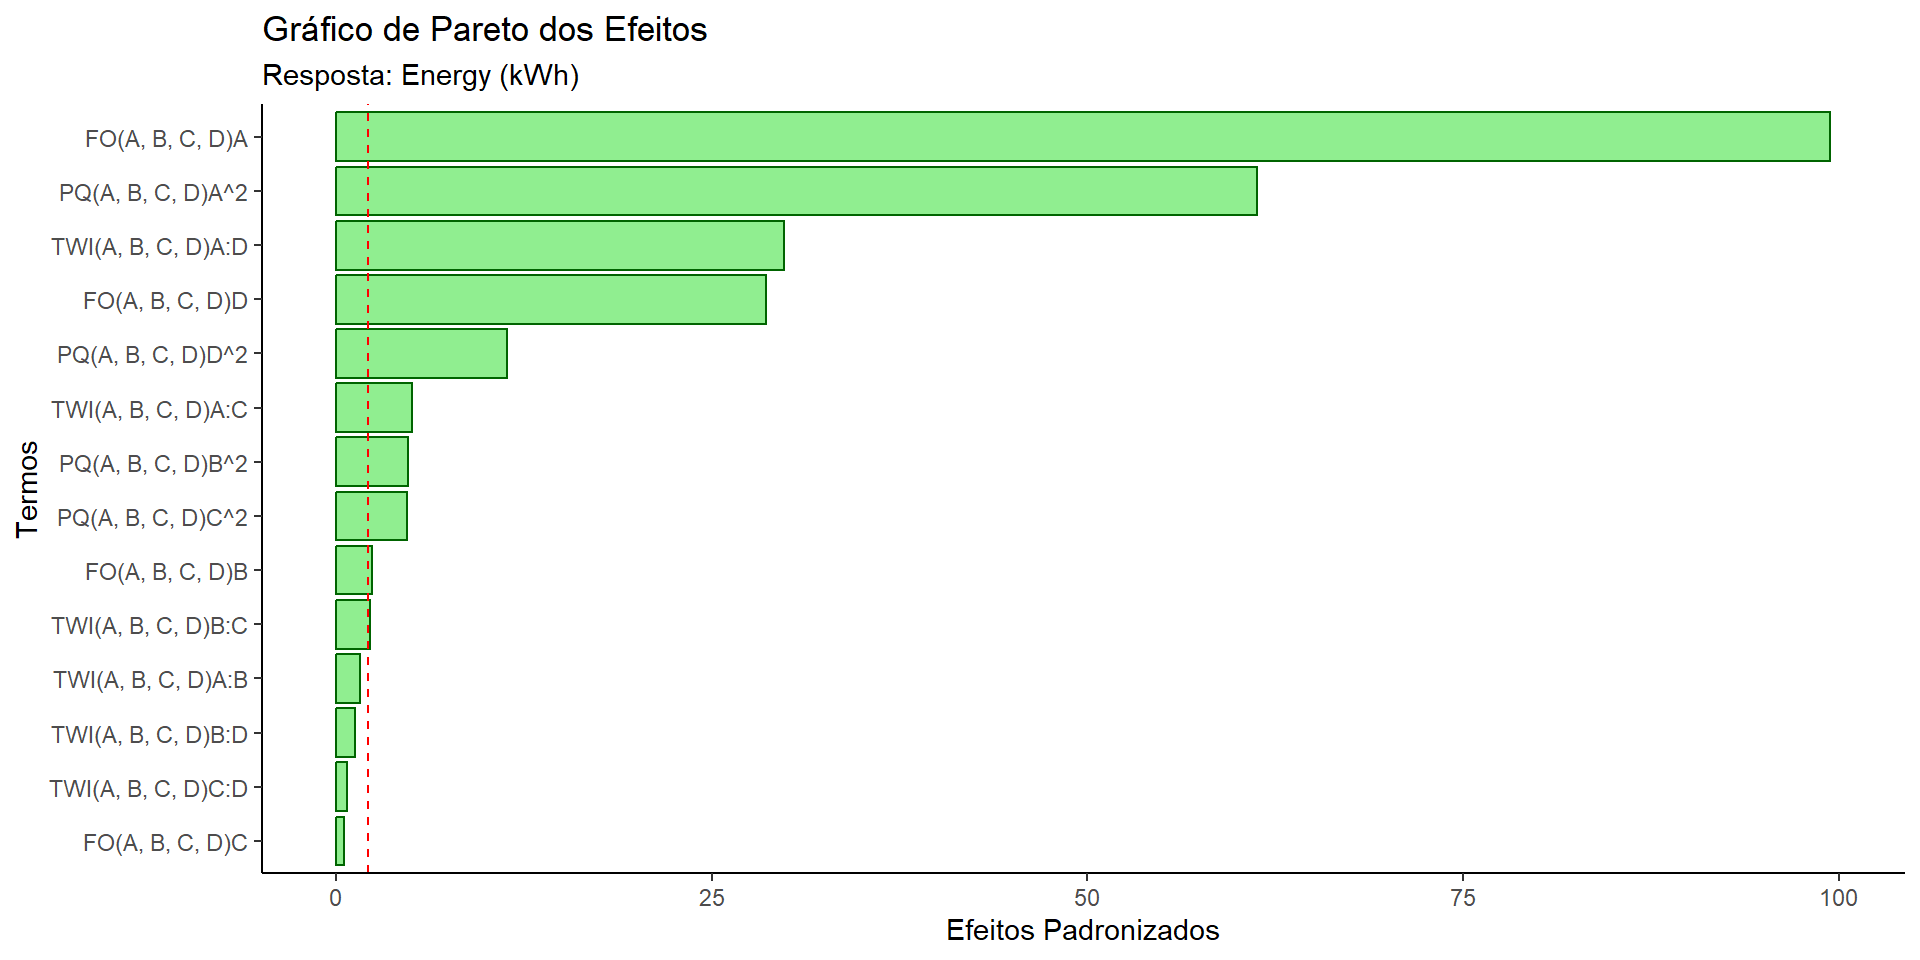 Gráfico de Pareto dos Efeitos
Resposta: Energy (kWh)
Termos
FO(A, B, C, D)A
PQ(A, B, C, D)A^2
TWI(A, B, C, D)A:D
FO(A, B, C, D)D
PQ(A, B, C, D)D^2
TWI(A, B, C, D)A:C
PQ(A, B, C, D)B^2
PQ(A, B, C, D)C^2
FO(A, B, C, D)B
TWI(A, B, C, D)B:C
TWI(A, B, C, D)A:B
TWI(A, B, C, D)B:D
TWI(A, B, C, D)C:D
FO(A, B, C, D)C
0 25 50 75 100
Efeitos Padronizados